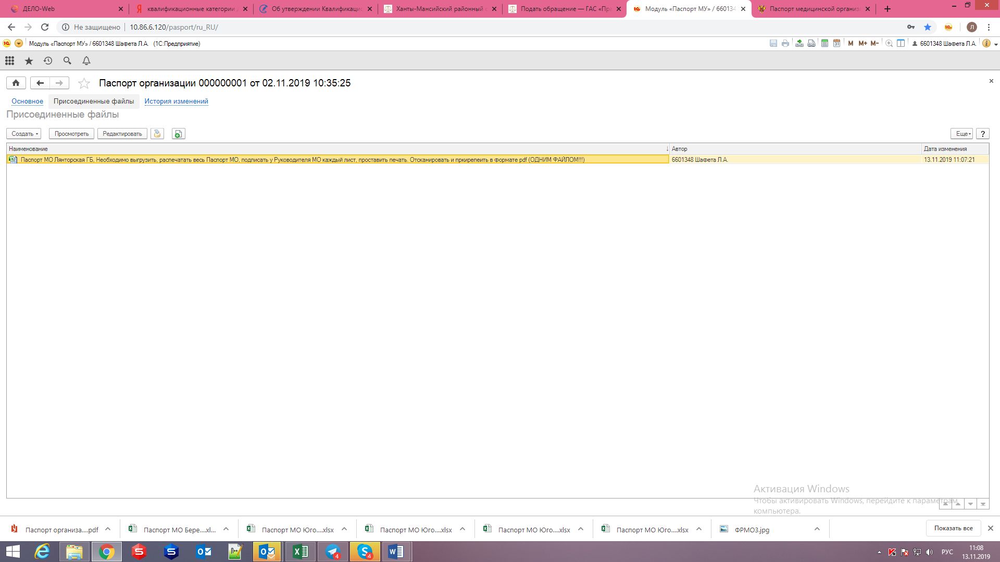 ДЕЛО-Web
квалификационные категории
Об утверждении Квалификацис
Ханты-Мансийский районный
Подать обращение — ГАС «Пра
Модуль «Паспорт МУ» / 66013
Паспорт медицинской организа
Не защищено
10.86.6.120/pasport/ru_RU/
Л
Модуль «Паспорт МУ» / 6601348 Шафета Л.А. (1С:Предприятие)
M M+ M-
6601348 Шафета Л.А.
Паспорт организации 000000001 от 02.11.2019 10:35:25
Основное
Присоединенные файлы
История изменений
Присоединенные файлы
Создать
Просмотреть
Редактировать
Еще
?
Наименование
Автор
Дата изменения
Паспорт МО Лянторская ГБ, Необходимо выгрузить, распечатать весь Паспорт МО, подписать у Руководителя МО каждый лист, проставить печать. Отсканировать и пркирепеить в формате pdf (ОДНИМ ФАЙЛОМ!!!)
6601348 Шафета Л.А.
13.11.2019 11:07:21
Активация Windows
Чтобы активировать Windows, перейдите к параметрам
компьютера.
Паспорт организа....pdf
Паспорт МО Бере....xl...
Паспорт МО Юго....xlsx
Паспорт МО Юго....xlsx
Паспорт МО Юго....xlsx
Паспорт МО Юго....xlsx
ФРМО3.jpg
Показать все
4
4
РУС
11:08
13.11.2019